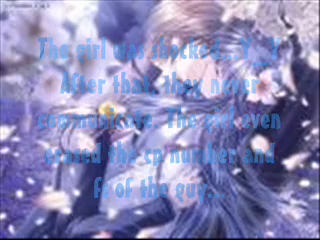 The girl was shocked..
After that, they never
communicate. The girl even
erased the cp number and
of the guy..